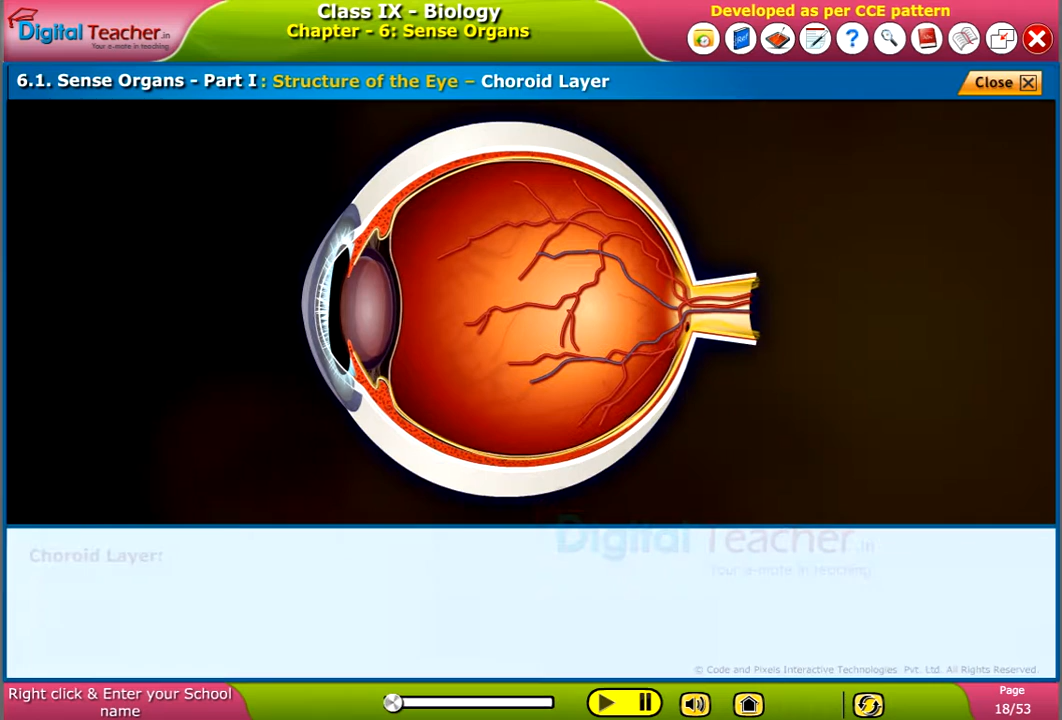 Digital Teacher.in
Your e-mate in teaching
Class IX - Biology
Chapter - 6: Sense Organs
Developed as per CCE pattern
Ref
?
6.1. Sense Organs - Part I : Structure of the Eye – Choroid Layer
Close
Choroid Layer:
Digital Teacher.in
Your e-mate in teaching
© Code and Pixels Interactive Technologies Pvt. Ltd. All Rights Reserved.
Right click & Enter your School
name
Page
18/53